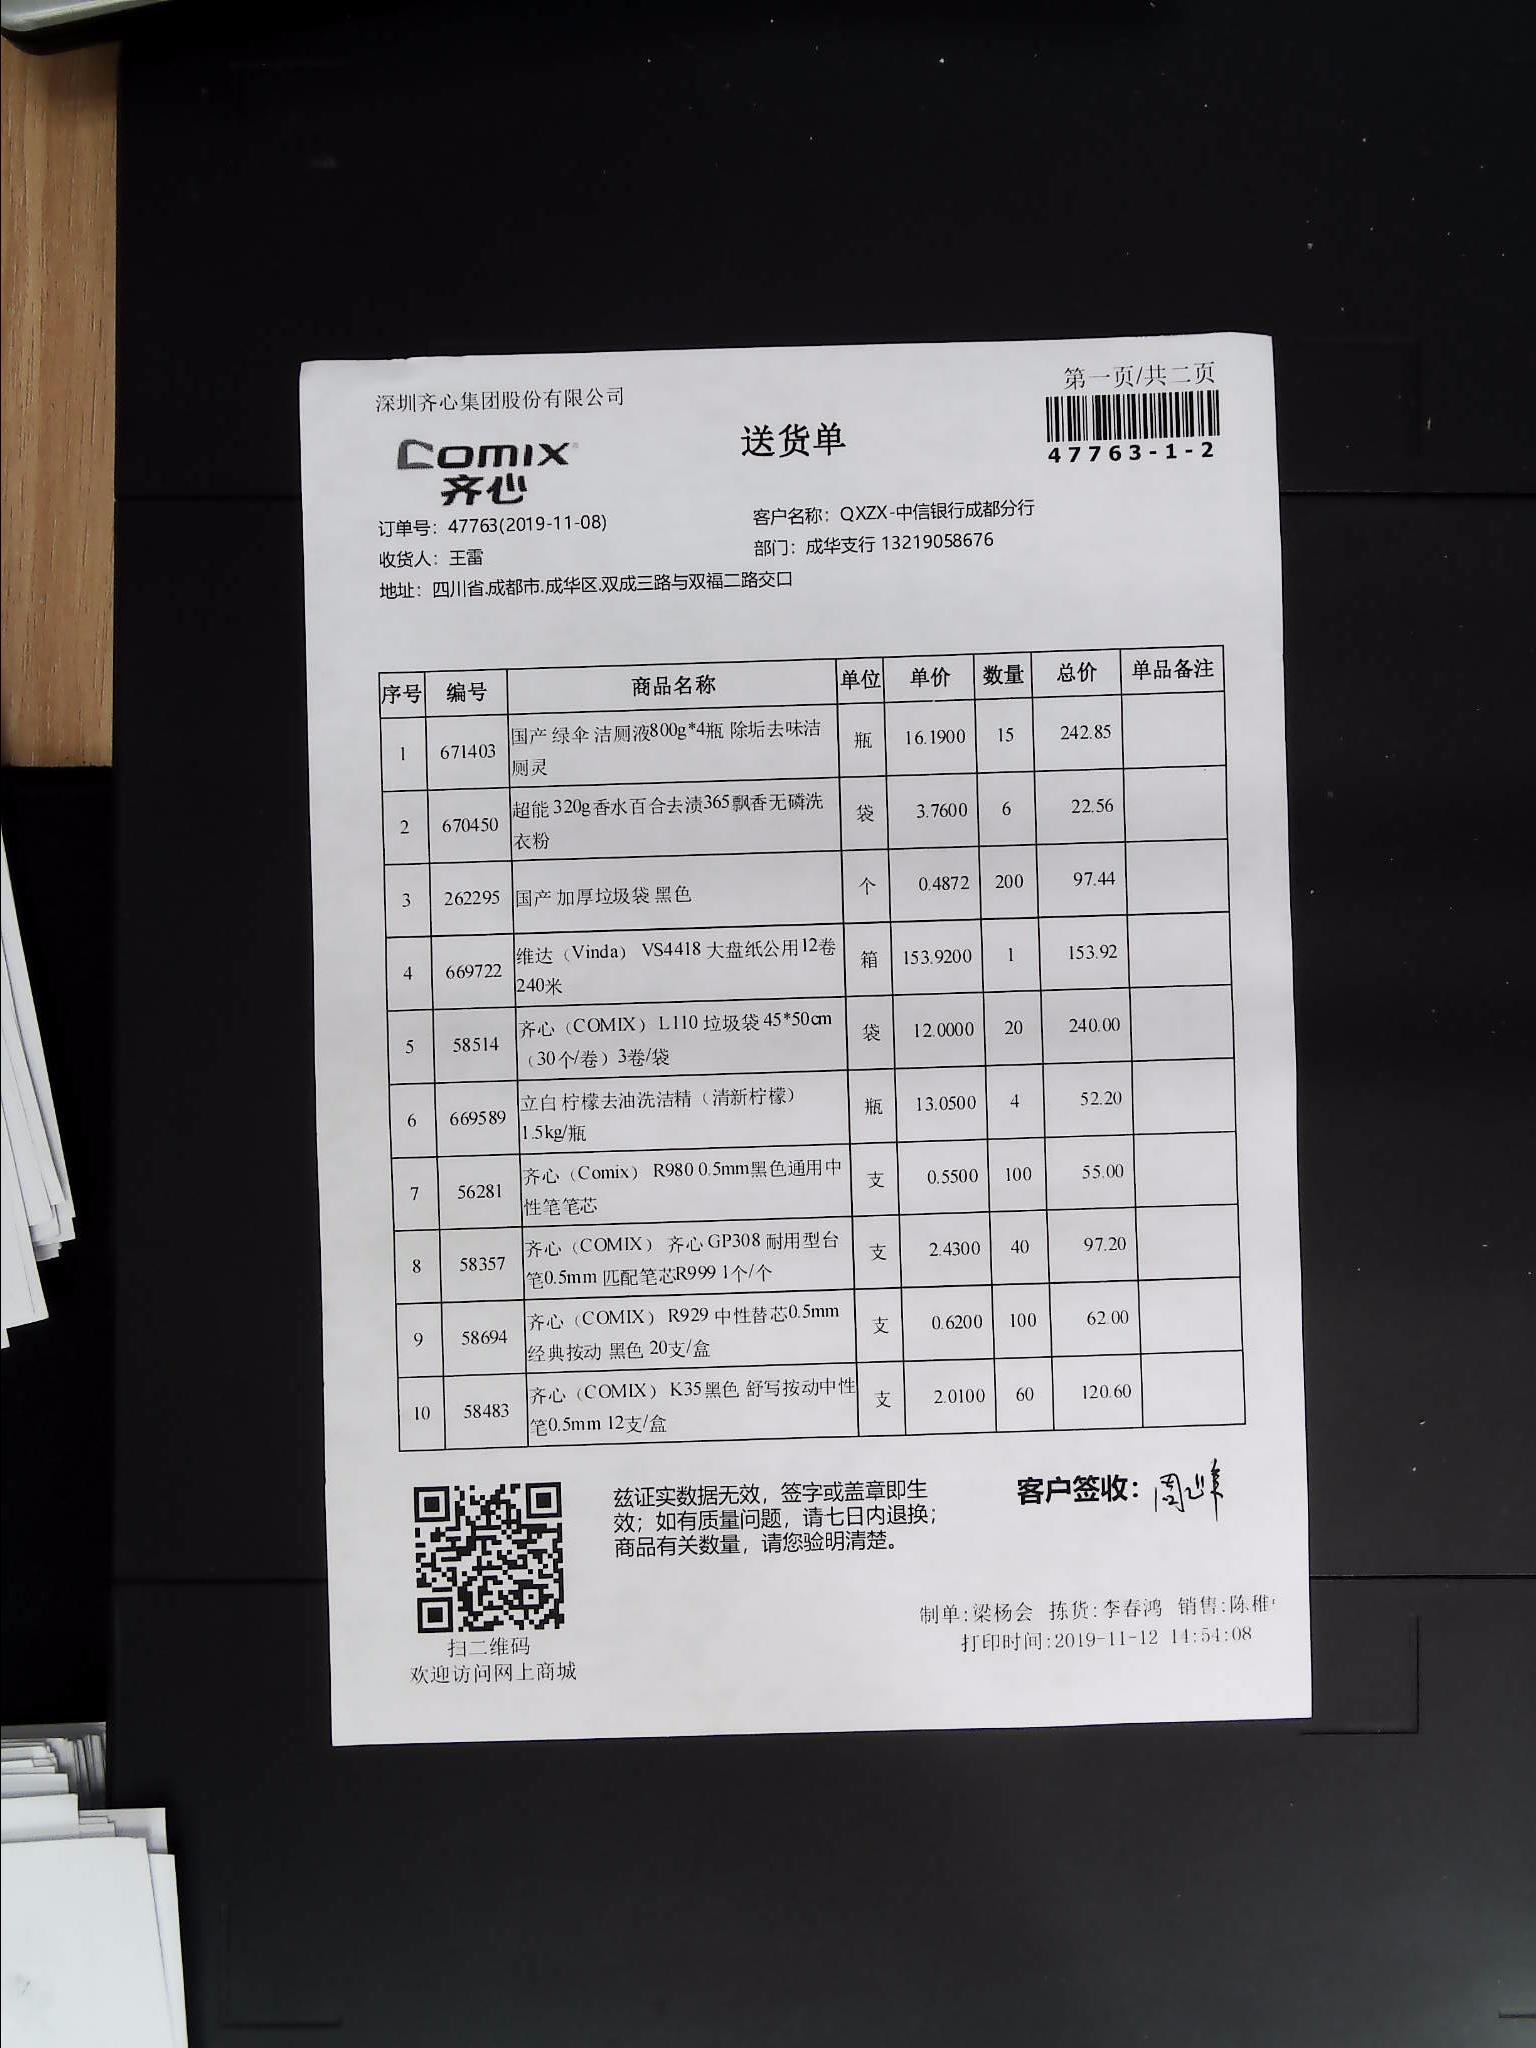 深圳齐心集团股份有限公司
第一页/共二页
COMIX
齐心
送货单
47763-1-2
订单号：47763(2019-11-08)
客户名称：QXZX-中信银行成都分行
收货人：王雷
部门：成华支行 13219058676
地址：四川省.成都市.成华区.双成三路与双福二路交口
序号 编号 商品名称 单位 单价 数量 总价 单品备注
1 671403 国产 绿伞 洁厕液800g*4瓶 除垢去味洁 瓶 16.1900 15 242.85
厕灵
2 670450 超能 320g香水百合去渍365飘香无磷洗 袋 3.7600 6 22.56
衣粉
3 262295 国产 加厚垃圾袋 黑色 个 0.4872 200 97.44
4 669722 维达（Vinda） VS4418 大盘纸公用12卷 箱 153.9200 1 153.92
240米
5 58514 齐心（COMIX） L110 垃圾袋 45*50cm 袋 12.0000 20 240.00
（30个/卷）3卷/袋
6 669589 立白 柠檬去油洗洁精（清新柠檬） 瓶 13.0500 4 52.20
1.5kg/瓶
7 56281 齐心（Comix） R980 0.5mm黑色通用中 支 0.5500 100 55.00
性笔笔芯
8 58357 齐心（COMIX） 齐心 GP308 耐用型台 支 2.4300 40 97.20
笔0.5mm 匹配笔芯R999 1个/个
9 58694 齐心（COMIX） R929 中性替芯0.5mm 支 0.6200 100 62.00
经典按动 黑色 20支/盒
10 58483 齐心（COMIX） K35黑色 舒写按动中性 支 2.0100 60 120.60
笔0.5mm 12支/盒
兹证实数据无效，签字或盖章即生
效；如有质量问题，请七日内退换；
商品有关数量，请您验明清楚。
客户签收：
扫二维码
欢迎访问网上商城
制单:梁杨会 拣货:李春鸿 销售:陈稚
打印时间:2019-11-12 14:54:08